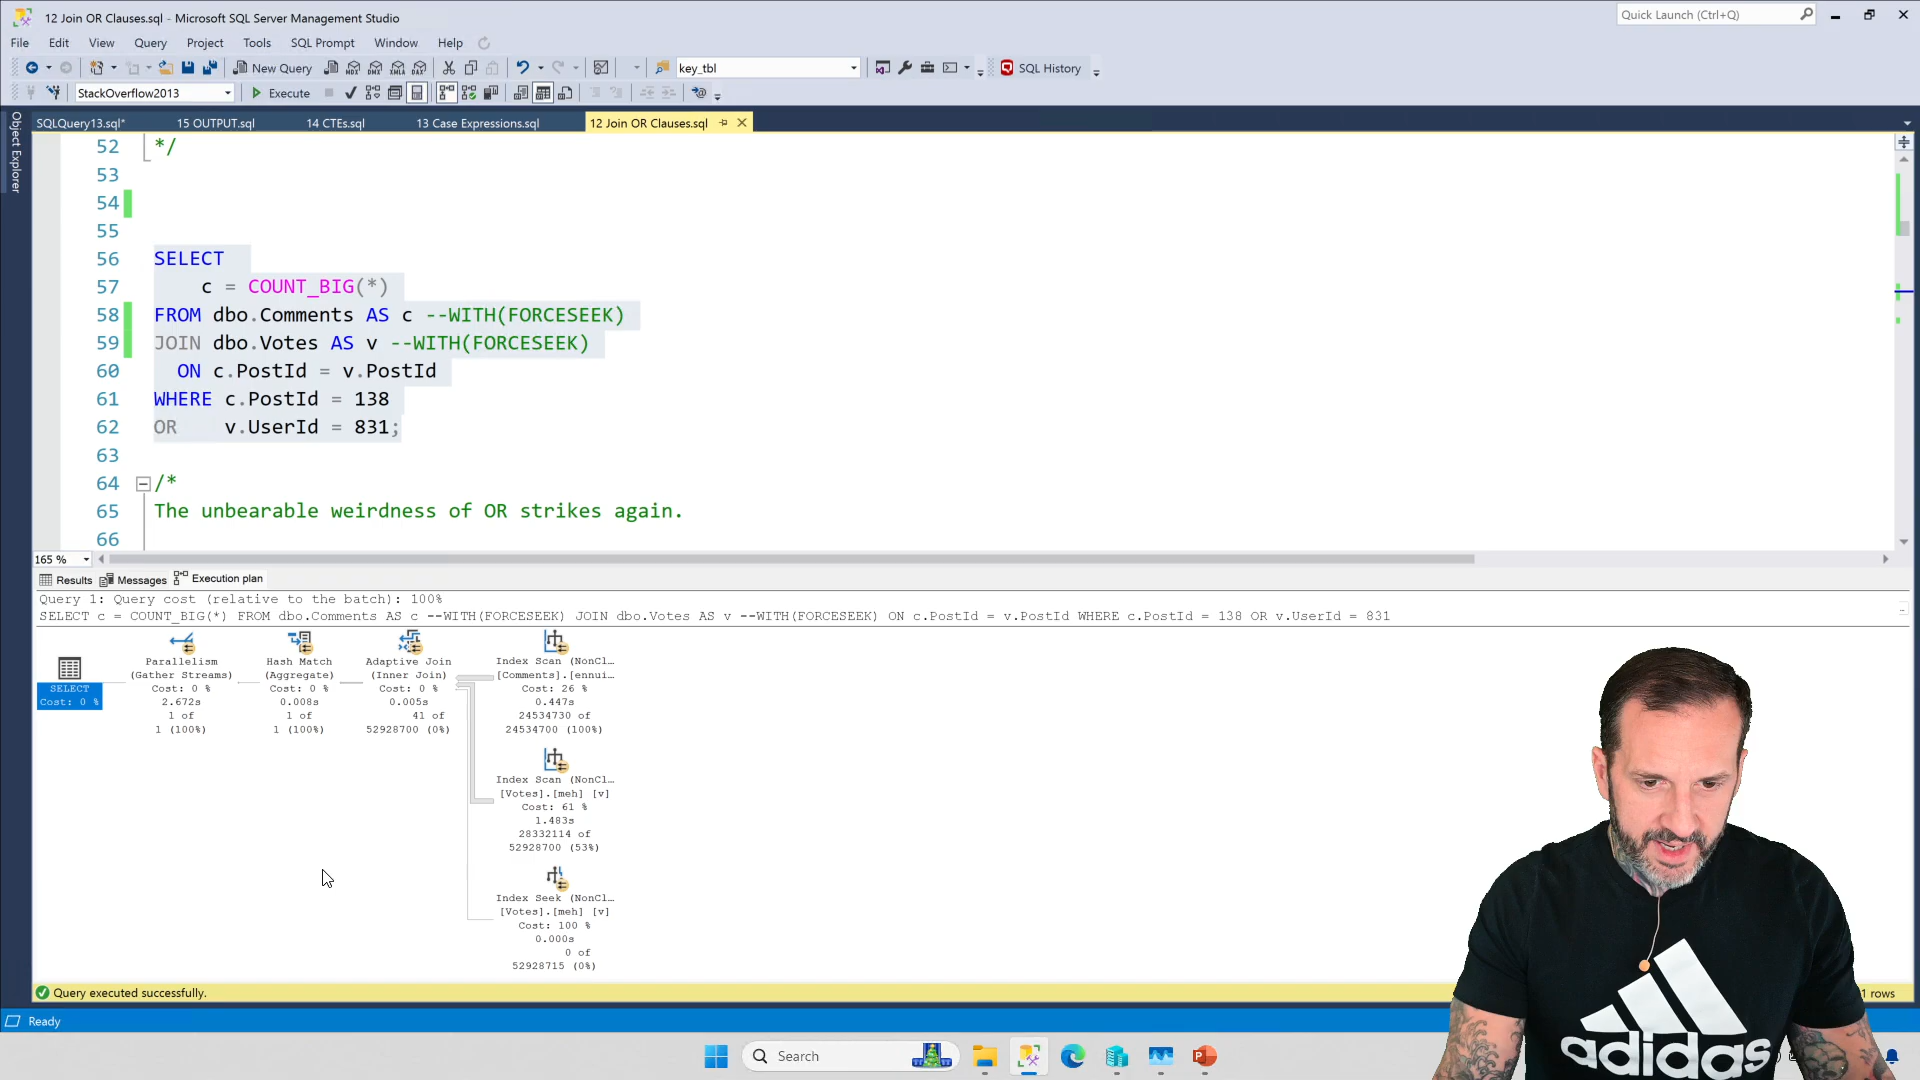 12 Join OR Clauses.sql - Microsoft SQL Server Management Studio
Quick Launch (Ctrl+Q)
File Edit View Query Project Tools SQL Prompt Window Help
New Query
key_tbl
SQL History
StackOverflow2013
Execute
Object Explorer
SQLQuery13.sql* 15 OUTPUT.sql 14 CTEs.sql 13 Case Expressions.sql 12 Join OR Clauses.sql
52 */
53
54
55
56 SELECT
57 c = COUNT_BIG(*)
58 FROM dbo.Comments AS c --WITH(FORCESEEK)
59 JOIN dbo.Votes AS v --WITH(FORCESEEK)
60 ON c.PostId = v.PostId
61 WHERE c.PostId = 138
62 OR v.UserId = 831;
63
64 /*
65 The unbearable weirdness of OR strikes again.
66
165 %
Results Messages Execution plan
Query 1: Query cost (relative to the batch): 100%
SELECT c = COUNT_BIG(*) FROM dbo.Comments AS c --WITH(FORCESEEK) JOIN dbo.Votes AS v --WITH(FORCESEEK) ON c.PostId = v.PostId WHERE c.PostId = 138 OR v.UserId = 831
SELECT
Cost: 0 %
Parallelism
(Gather Streams)
Cost: 0 %
2.672s
1 of
1 (100%)
Hash Match
(Aggregate)
Cost: 0 %
0.008s
1 of
1 (100%)
Adaptive Join
(Inner Join)
Cost: 0 %
0.005s
41 of
52928700 (0%)
Index Scan (NonCl...
[Comments].[ennui...
Cost: 26 %
0.447s
24534730 of
24534700 (100%)
Index Scan (NonCl...
[Votes].[meh] [v]
Cost: 61 %
1.483s
28332114 of
52928700 (53%)
Index Seek (NonCl...
[Votes].[meh] [v]
Cost: 100 %
0.000s
0 of
52928715 (0%)
Query executed successfully.
1 rows
Ready
Search
adidas